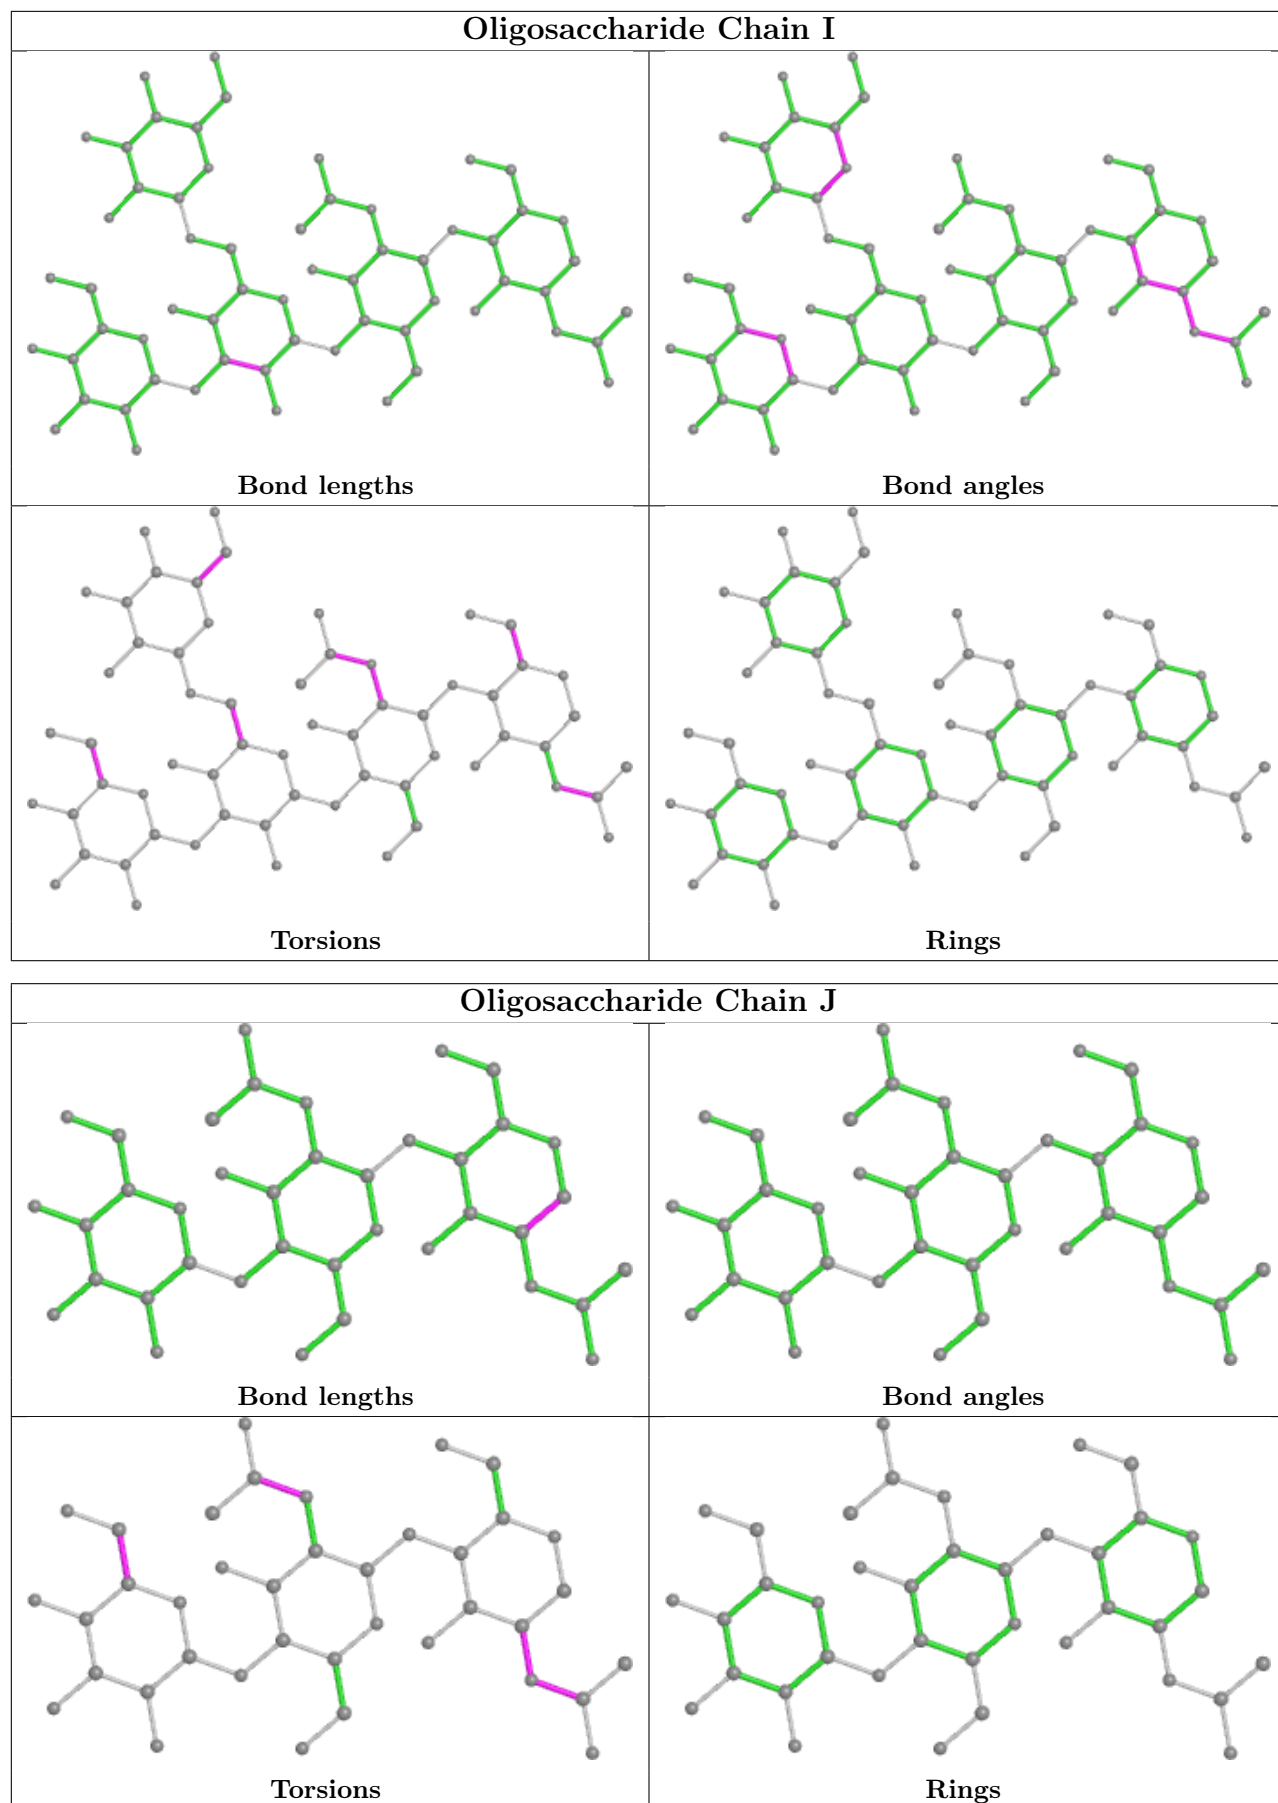 Oligosaccharide Chain I
Bond lengths
Bond angles
Torsions
Rings
Oligosaccharide Chain J
Bond lengths
Bond angles
Torsions
Rings